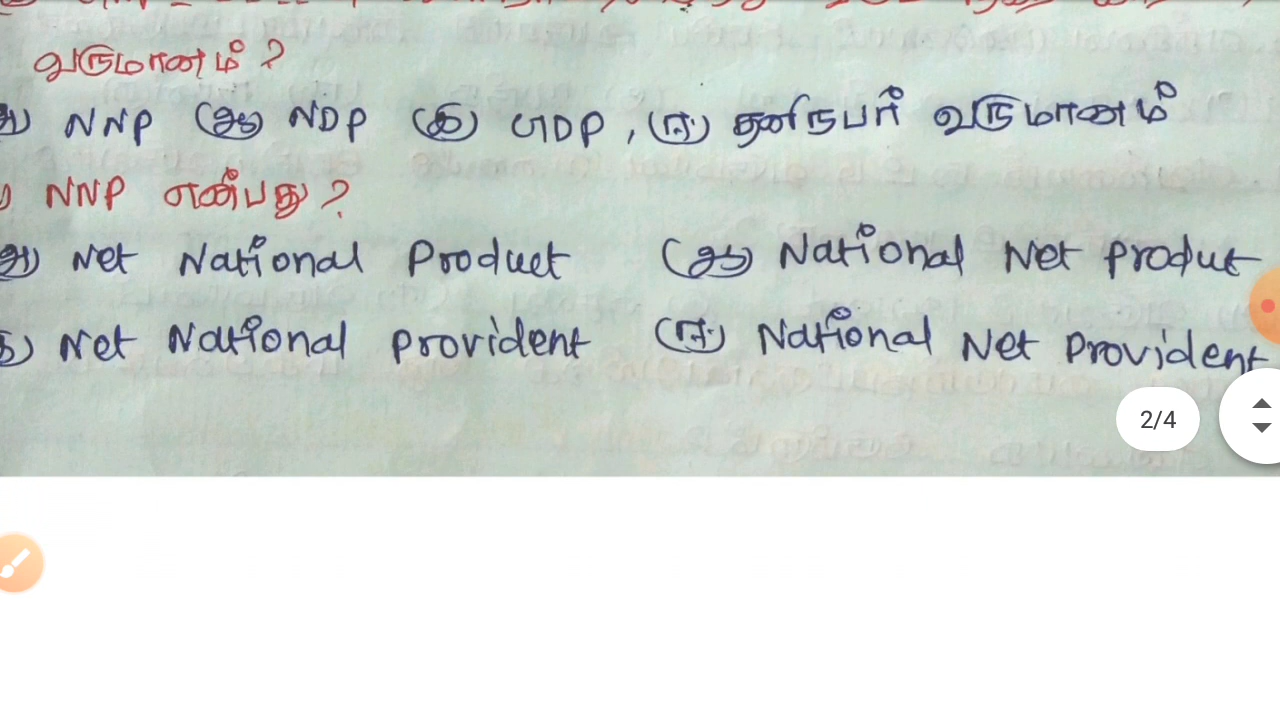 வருமானம் ?
அ) NNP (ஆ) NDP (இ) GDP , (ஈ) தனிநபர் வருமானம்
) NNP என்பது ?
அ) Net National Product (ஆ) National Net produt
இ) Net National provident (ஈ) National Net provident
2/4